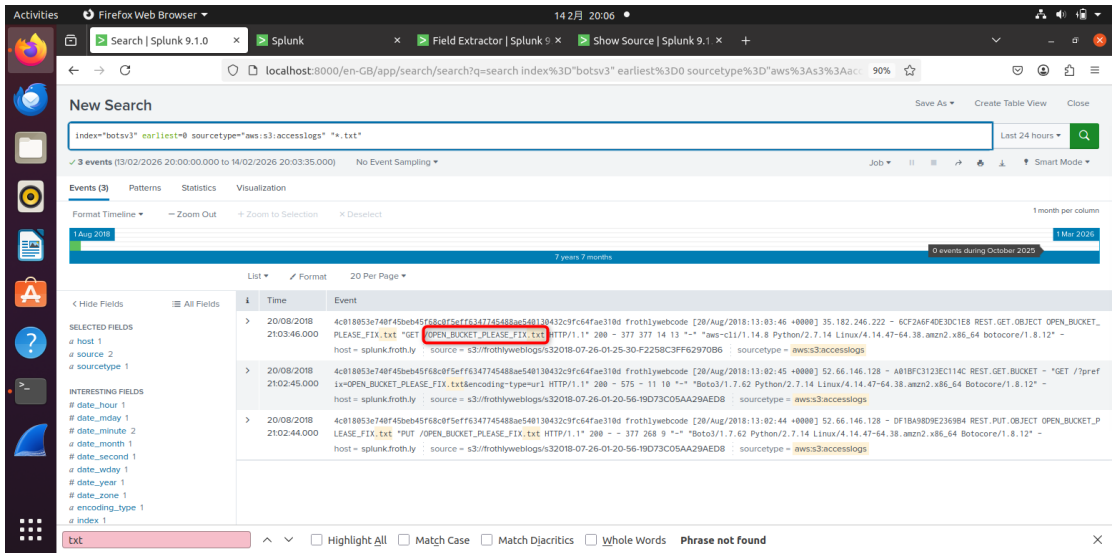 Activities
Firefox Web Browser
14 2月 20:06
Search | Splunk 9.1.0
Splunk
Field Extractor | Splunk 9
Show Source | Splunk 9.1
localhost:8000/en-GB/app/search/search?q=search index%3D"botsv3" earliest%3D0 sourcetype%3D"aws%3As3%3Aacc
90%
New Search
Save As
Create Table View
Close
index="botsv3" earliest=0 sourcetype="aws:s3:accesslogs" "*.txt"
Last 24 hours
3 events (13/02/2026 20:00:00.000 to 14/02/2026 20:03:35.000)
No Event Sampling
Job
Smart Mode
Events (3)
Patterns
Statistics
Visualization
Format Timeline
— Zoom Out
+ Zoom to Selection
× Deselect
1 month per column
1 Aug 2018
1 Mar 2026
0 events during October 2025
7 years 7 months
List
Format
20 Per Page
< Hide Fields
All Fields
i
Time
Event
SELECTED FIELDS
a host 1
a source 2
a sourcetype 1
INTERESTING FIELDS
# date_hour 1
# date_mday 1
# date_minute 2
a date_month 1
# date_second 1
a date_wday 1
# date_year 1
# date_zone 1
a encoding_type 1
a index 1
20/08/2018
21:03:46.000
4c018053e740f45beb45f68c0f5eff6347745488ae540130432c9fc64fae310d frothlywebcode [20/Aug/2018:13:03:46 +0000] 35.182.246.222 - 6CF2A6F4DE3DC1E8 REST.GET.OBJECT OPEN_BUCKET_
PLEASE_FIX.txt "GET /OPEN_BUCKET_PLEASE_FIX.txt HTTP/1.1" 200 - 377 377 14 13 "-" "aws-cli/1.14.8 Python/2.7.14 Linux/4.14.47-64.38.amzn2.x86_64 botocore/1.8.12" -
host = splunk.froth.ly
source = s3://frothlyweblogs/s32018-07-26-01-25-30-F2258C3FF62970B6
sourcetype = aws:s3:accesslogs
20/08/2018
21:02:45.000
4c018053e740f45beb45f68c0f5eff6347745488ae540130432c9fc64fae310d frothlywebcode [20/Aug/2018:13:02:45 +0000] 52.66.146.128 - A01BFC3123EC114C REST.GET.BUCKET - "GET /?pref
ix=OPEN_BUCKET_PLEASE_FIX.txt&encoding-type=url HTTP/1.1" 200 - 575 - 11 10 "-" "Boto3/1.7.62 Python/2.7.14 Linux/4.14.47-64.38.amzn2.x86_64 Botocore/1.8.12" -
host = splunk.froth.ly
source = s3://frothlyweblogs/s32018-07-26-01-20-56-19D73C05AA29AED8
sourcetype = aws:s3:accesslogs
20/08/2018
21:02:44.000
4c018053e740f45beb45f68c0f5eff6347745488ae540130432c9fc64fae310d frothlywebcode [20/Aug/2018:13:02:44 +0000] 52.66.146.128 - DF1BA98D9E2369B4 REST.PUT.OBJECT OPEN_BUCKET_P
LEASE_FIX.txt "PUT /OPEN_BUCKET_PLEASE_FIX.txt HTTP/1.1" 200 - - 377 268 9 "-" "Boto3/1.7.62 Python/2.7.14 Linux/4.14.47-64.38.amzn2.x86_64 Botocore/1.8.12" -
host = splunk.froth.ly
source = s3://frothlyweblogs/s32018-07-26-01-20-56-19D73C05AA29AED8
sourcetype = aws:s3:accesslogs
txt
Highlight All
Match Case
Match Diacritics
Whole Words
Phrase not found